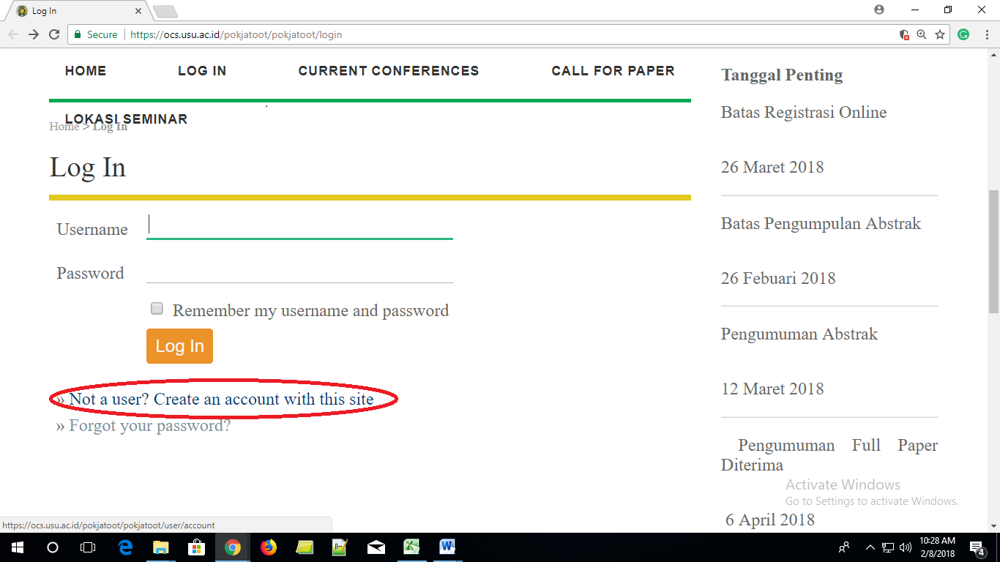 Log In
Secure
https://ocs.usu.ac.id/pokjatoot/pokjatoot/login
HOME LOG IN CURRENT CONFERENCES CALL FOR PAPER
LOKASI SEMINAR
Home > Log In
Log In
Username
Password
Remember my username and password
Log In
» Not a user? Create an account with this site
» Forgot your password?
Tanggal Penting
Batas Registrasi Online
26 Maret 2018
Batas Pengumpulan Abstrak
26 Febuari 2018
Pengumuman Abstrak
12 Maret 2018
Pengumuman Full Paper
Diterima
6 April 2018
Activate Windows
Go to Settings to activate Windows.
https://ocs.usu.ac.id/pokjatoot/pokjatoot/user/account
10:28 AM
2/8/2018
4